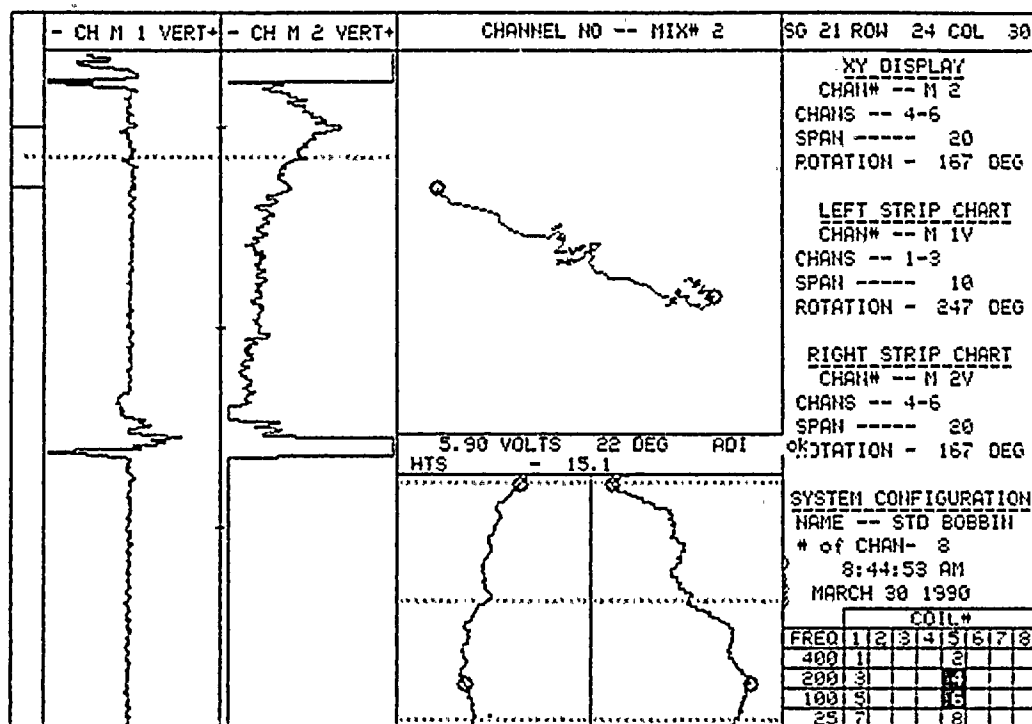 - CH M 1 VERT+
- CH M 2 VERT+
CHANNEL NO -- MIX# 2
SG 21 ROW 24 COL 30
XY DISPLAY
CHAN# -- M 2
CHANS -- 4-6
SPAN ----- 20
ROTATION - 167 DEG
LEFT STRIP CHART
CHAN# -- M 1V
CHANS -- 1-3
SPAN ----- 10
ROTATION - 247 DEG
RIGHT STRIP CHART
CHAN# -- M 2V
CHANS -- 4-6
SPAN ----- 20
ROTATION - 167 DEG
5.90 VOLTS 22 DEG ADI ok
HTS - 15.1
SYSTEM CONFIGURATION
NAME -- STD BOBBIN
# of CHAN- 8
8:44:53 AM
MARCH 30 1990
COIL#
FREQ 1 2 3 4 5 6 7 8
400 1 2
200 3 4
100 5 6
25 7 8